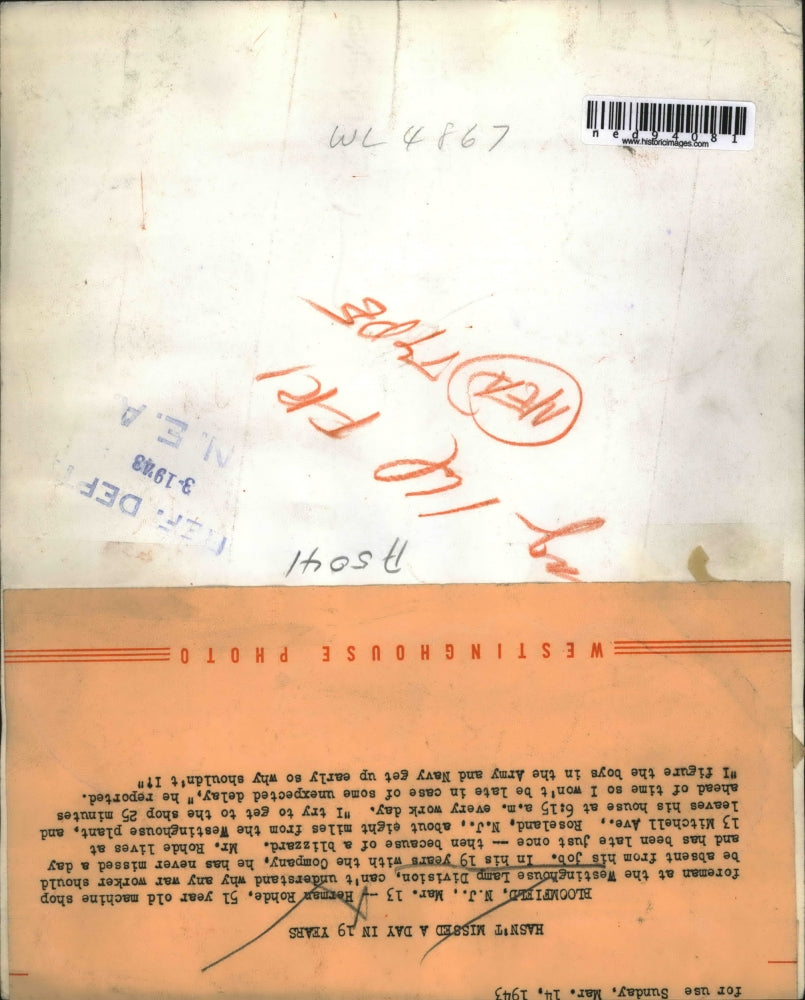 ned94081
www.historicimages.com
WL 4867
NEA Type
116 FRI
REF. DEPT
3-1943
N. E. A.
A5041
WESTINGHOUSE PHOTO
for use Sunday, Mar. 14, 1943
HASN'T MISSED A DAY IN 19 YEARS
BLOOMFIELD, N.J., Mar. 13 -- Herman Rohde, 51 year old machine shop
foreman at the Westinghouse Lamp Division, can't understand why any war worker should
be absent from his job. In his 19 years with the Company, he has never missed a day
and has been late just once -- then because of a blizzard. Mr. Rohde lives at
13 Mitchell Ave., Roseland, N.J., about eight miles from the Westinghouse plant, and
leaves his house at 6:15 a.m. every work day. "I try to get to the shop 25 minutes
ahead of time so I won't be late in case of some unexpected delay," he reported.
"I figure the boys in the Army and Navy get up early so why shouldn't I?"